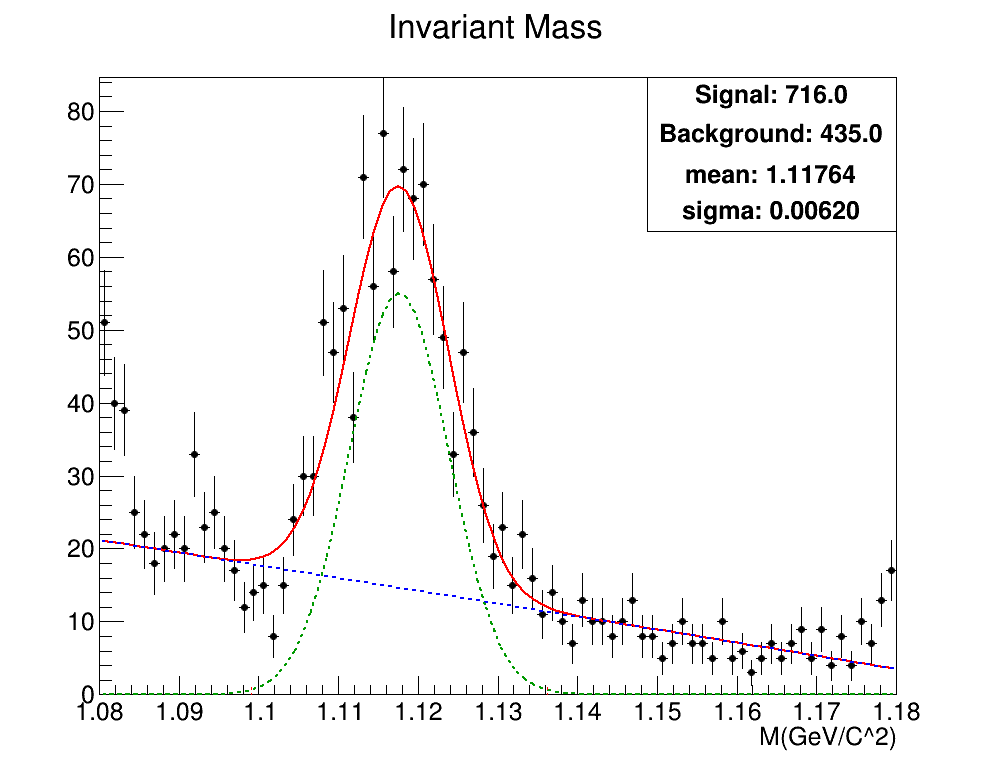 Invariant Mass
Signal: 716.0
Background: 435.0
mean: 1.11764
sigma: 0.00620
80
70
60
50
40
30
20
10
0
1.08 1.09 1.1 1.11 1.12 1.13 1.14 1.15 1.16 1.17 1.18
M(GeV/C^2)